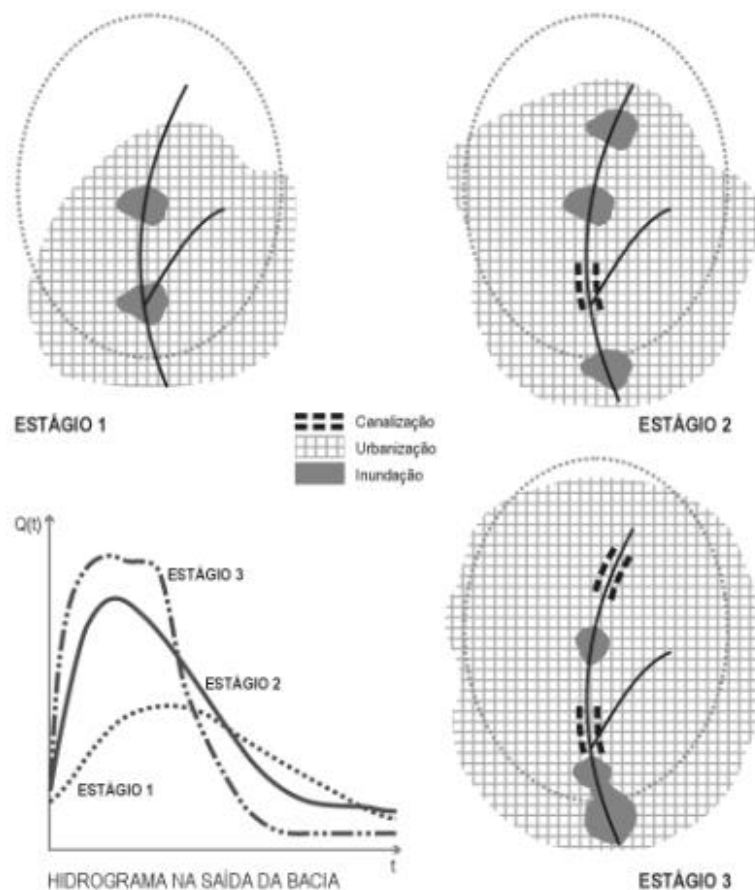 ESTÁGIO 1
ESTÁGIO 2
Canalização
Urbanização
Inundação
Q(t)
ESTÁGIO 3
ESTÁGIO 2
ESTÁGIO 1
t
HIDROGRAMA NA SAÍDA DA BACIA
ESTÁGIO 3